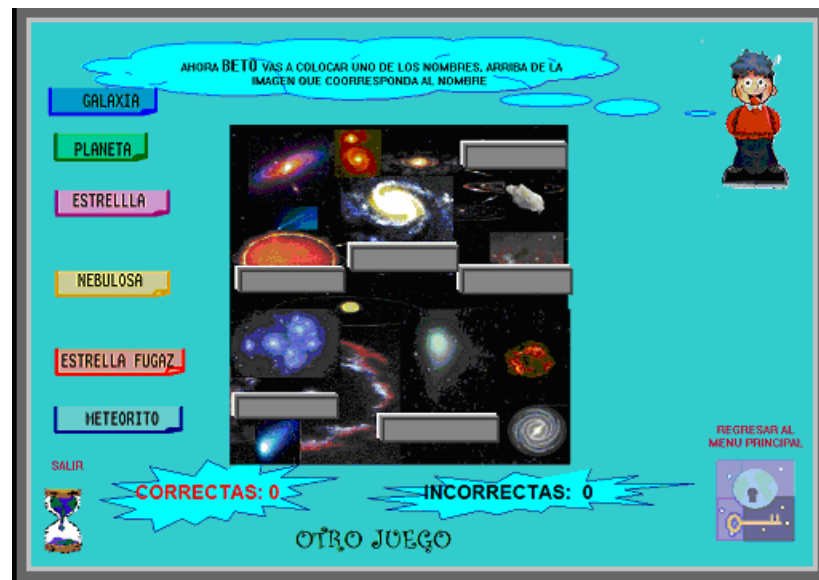 AHORA BETO VAS A COLOCAR UNO DE LOS NOMBRES, ARRIBA DE LA
IMAGEN QUE COORRESPONDA AL NOMBRE
GALAXIA
PLANETA
ESTRELLLA
NEBULOSA
ESTRELLA FUGAZ
METEORITO
SALIR
CORRECTAS: 0
INCORRECTAS: 0
REGRESAR AL
MENU PRINCIPAL
OTRO JUEGO